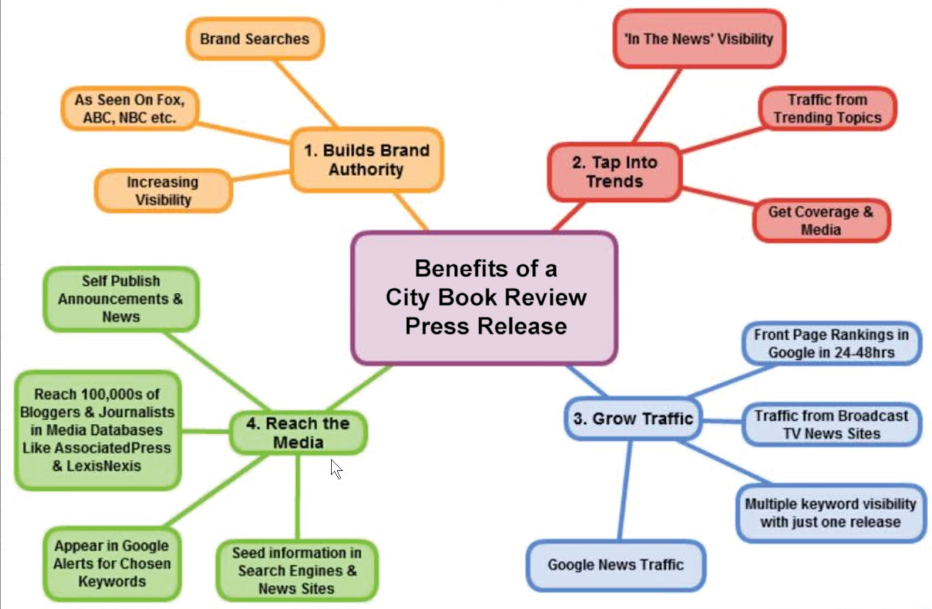 Brand Searches
As Seen On Fox,
ABC, NBC etc.
Increasing
Visibility
1. Builds Brand
Authority
'In The News' Visibility
Traffic from
Trending Topics
Get Coverage &
Media
2. Tap Into
Trends
Benefits of a
City Book Review
Press Release
Self Publish
Announcements &
News
Reach 100,000s of
Bloggers & Journalists
in Media Databases
Like AssociatedPress
& LexisNexis
Appear in Google
Alerts for Chosen
Keywords
Seed information in
Search Engines &
News Sites
4. Reach the
Media
3. Grow Traffic
Front Page Rankings in
Google in 24-48hrs
Traffic from Broadcast
TV News Sites
Multiple keyword visibility
with just one release
Google News Traffic